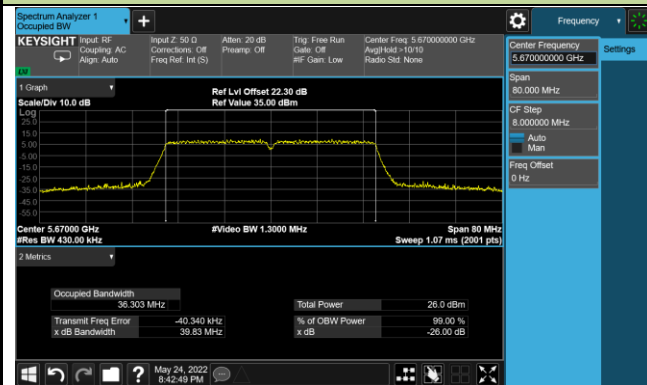 Spectrum Analyzer 1
Occupied BW
Frequency
KEYSIGHT
Input: RF
Coupling: AC
Align: Auto
Input Z: 50 Ω
Corrections: Off
Freq Ref: Int (S)
Atten: 20 dB
Preamp: Off
Trig: Free Run
Gate: Off
#IF Gain: Low
Center Freq: 5.670000000 GHz
Avg|Hold:>10/10
Radio Std: None
Center Frequency
5.670000000 GHz
Settings
Span
80.000 MHz
CF Step
8.000000 MHz
Auto
Man
Freq Offset
0 Hz
1 Graph
Scale/Div 10.0 dB
Ref Lvl Offset 22.30 dB
Ref Value 35.00 dBm
Log
25.0
15.0
5.00
-5.00
-15.0
-25.0
-35.0
-45.0
-55.0
Center 5.67000 GHz
#Res BW 430.00 kHz
#Video BW 1.3000 MHz
Span 80 MHz
Sweep 1.07 ms (2001 pts)
2 Metrics
Occupied Bandwidth
36.303 MHz
Total Power 26.0 dBm
Transmit Freq Error -40.340 kHz
% of OBW Power 99.00 %
x dB Bandwidth 39.83 MHz
x dB -26.00 dB
May 24, 2022
8:42:49 PM